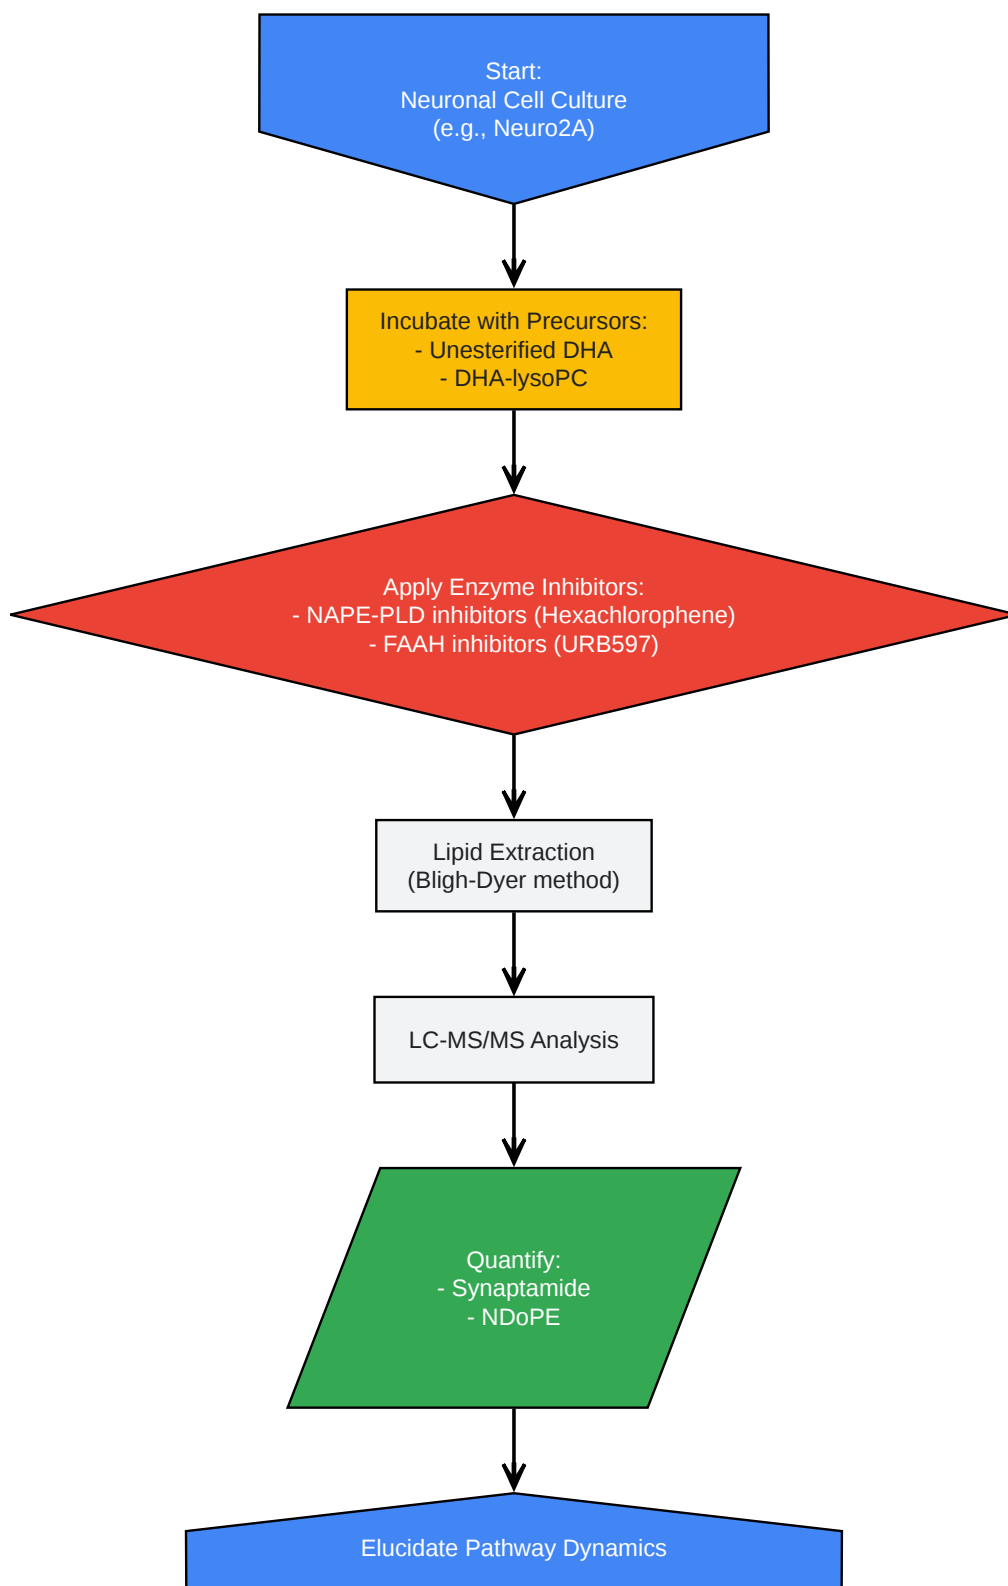 Start:
Neuronal Cell Culture
(e.g., Neuro2A)
Incubate with Precursors:
- Unesterified DHA
- DHA-lysoPC
Apply Enzyme Inhibitors:
- NAPE-PLD inhibitors (Hexachlorophene)
- FAAH inhibitors (URB597)
Lipid Extraction
(Bligh-Dyer method)
LC-MS/MS Analysis
Quantify:
- Synaptamide
- NDoPE
Elucidate Pathway Dynamics